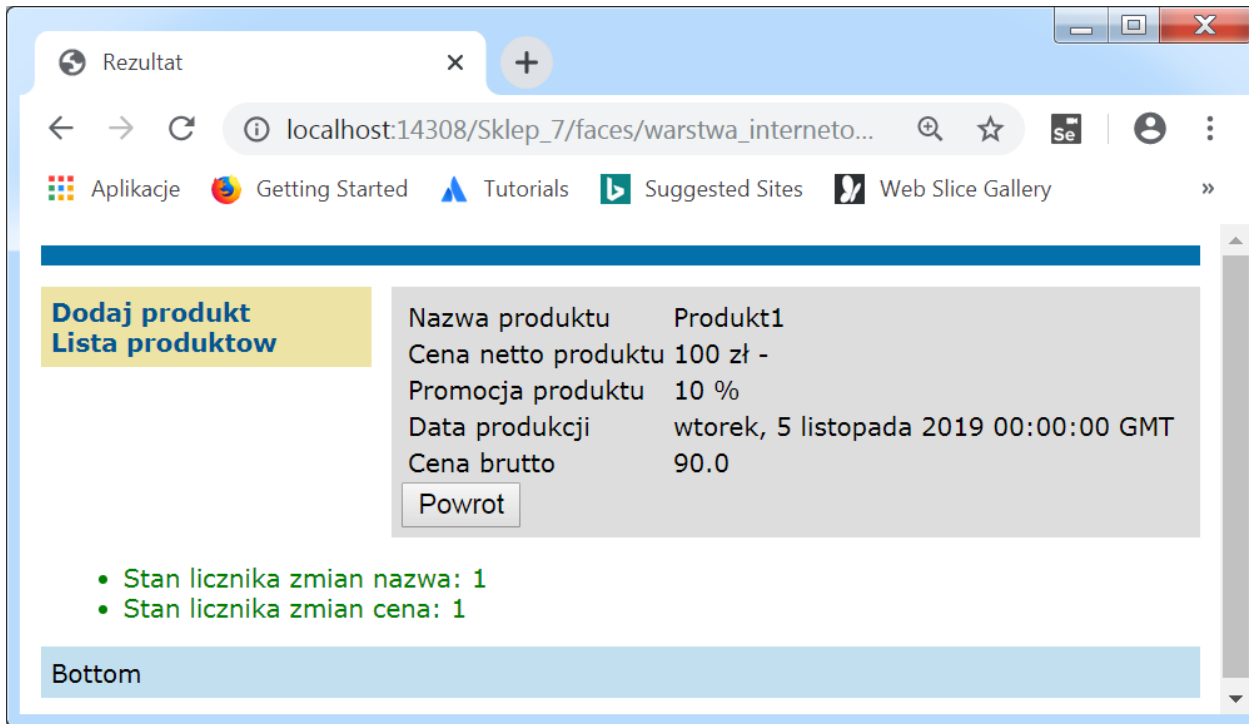 Rezultat
localhost:14308/Sklep_7/faces/warstwa_interneto...
Se
Aplikacje Getting Started Tutorials Suggested Sites Web Slice Gallery »
Dodaj produkt
Lista produktow
Nazwa produktu Produkt1
Cena netto produktu 100 zł -
Promocja produktu 10 %
Data produkcji wtorek, 5 listopada 2019 00:00:00 GMT
Cena brutto 90.0
Powrot
• Stan licznika zmian nazwa: 1
• Stan licznika zmian cena: 1
Bottom